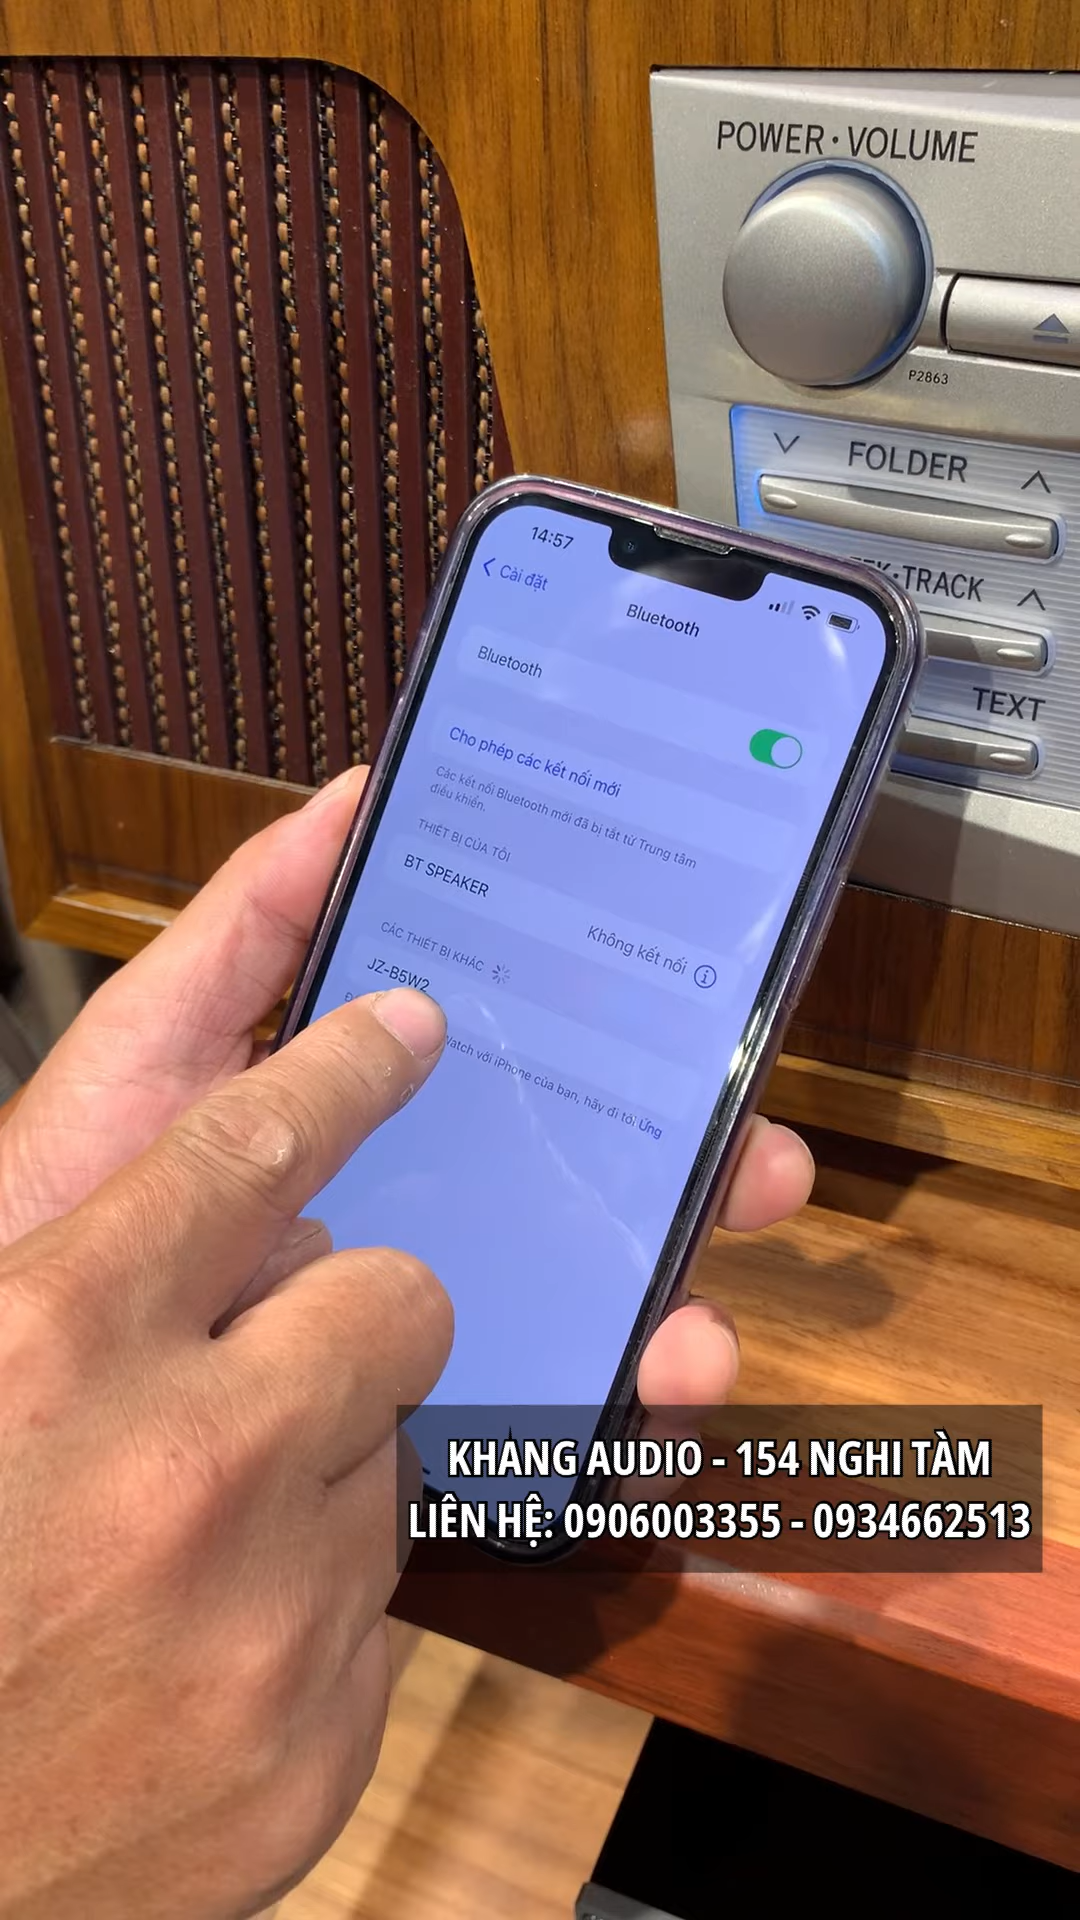 POWER • VOLUME
P2863
FOLDER
TRACK
TEXT
14:57
Cài đặt
Bluetooth
Bluetooth
Cho phép các kết nối mới
Các kết nối Bluetooth mới đã bị tắt từ Trung tâm
điều khiển.
THIẾT BỊ CỦA TÔI
BT SPEAKER
Không kết nối
CÁC THIẾT BỊ KHÁC
JZ-B5W2
Watch với iPhone của bạn, hãy đi tới Ứng
KHANG AUDIO - 154 NGHI TÀM
LIÊN HỆ: 0906003355 - 0934662513